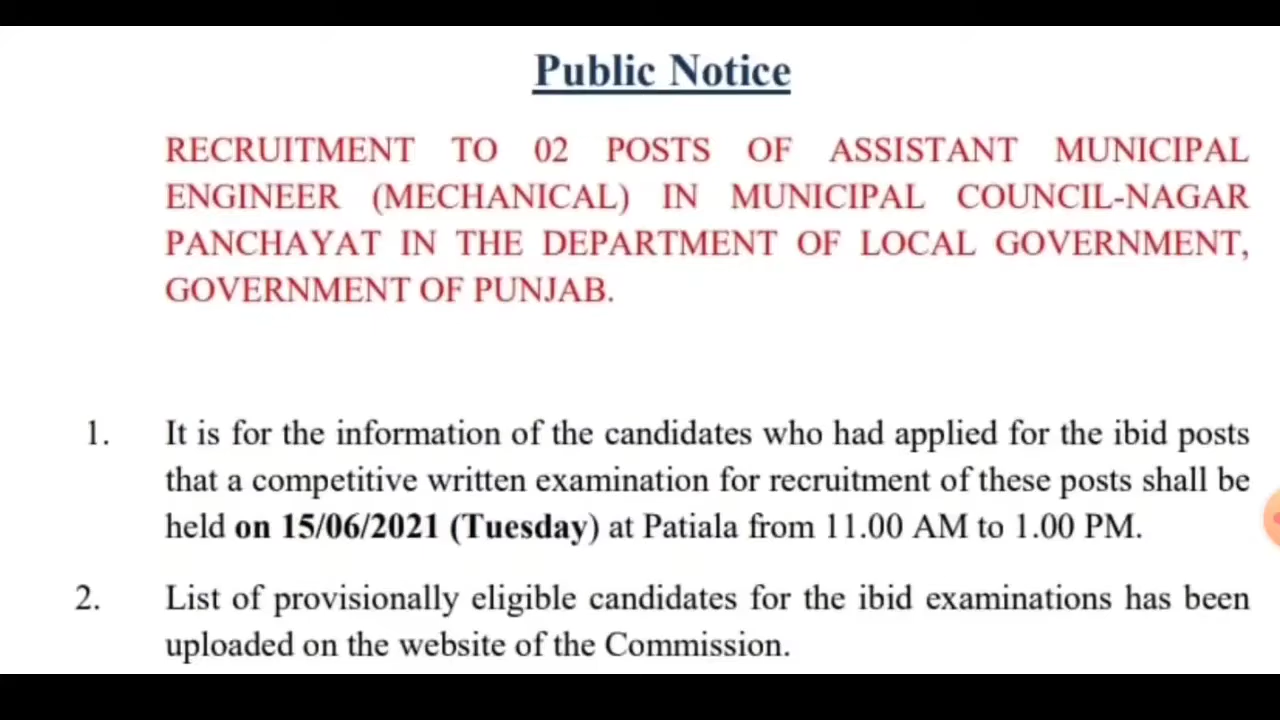 Public Notice
RECRUITMENT TO 02 POSTS OF ASSISTANT MUNICIPAL
ENGINEER (MECHANICAL) IN MUNICIPAL COUNCIL-NAGAR
PANCHAYAT IN THE DEPARTMENT OF LOCAL GOVERNMENT,
GOVERNMENT OF PUNJAB.
1. It is for the information of the candidates who had applied for the ibid posts
that a competitive written examination for recruitment of these posts shall be
held on 15/06/2021 (Tuesday) at Patiala from 11.00 AM to 1.00 PM.
2. List of provisionally eligible candidates for the ibid examinations has been
uploaded on the website of the Commission.